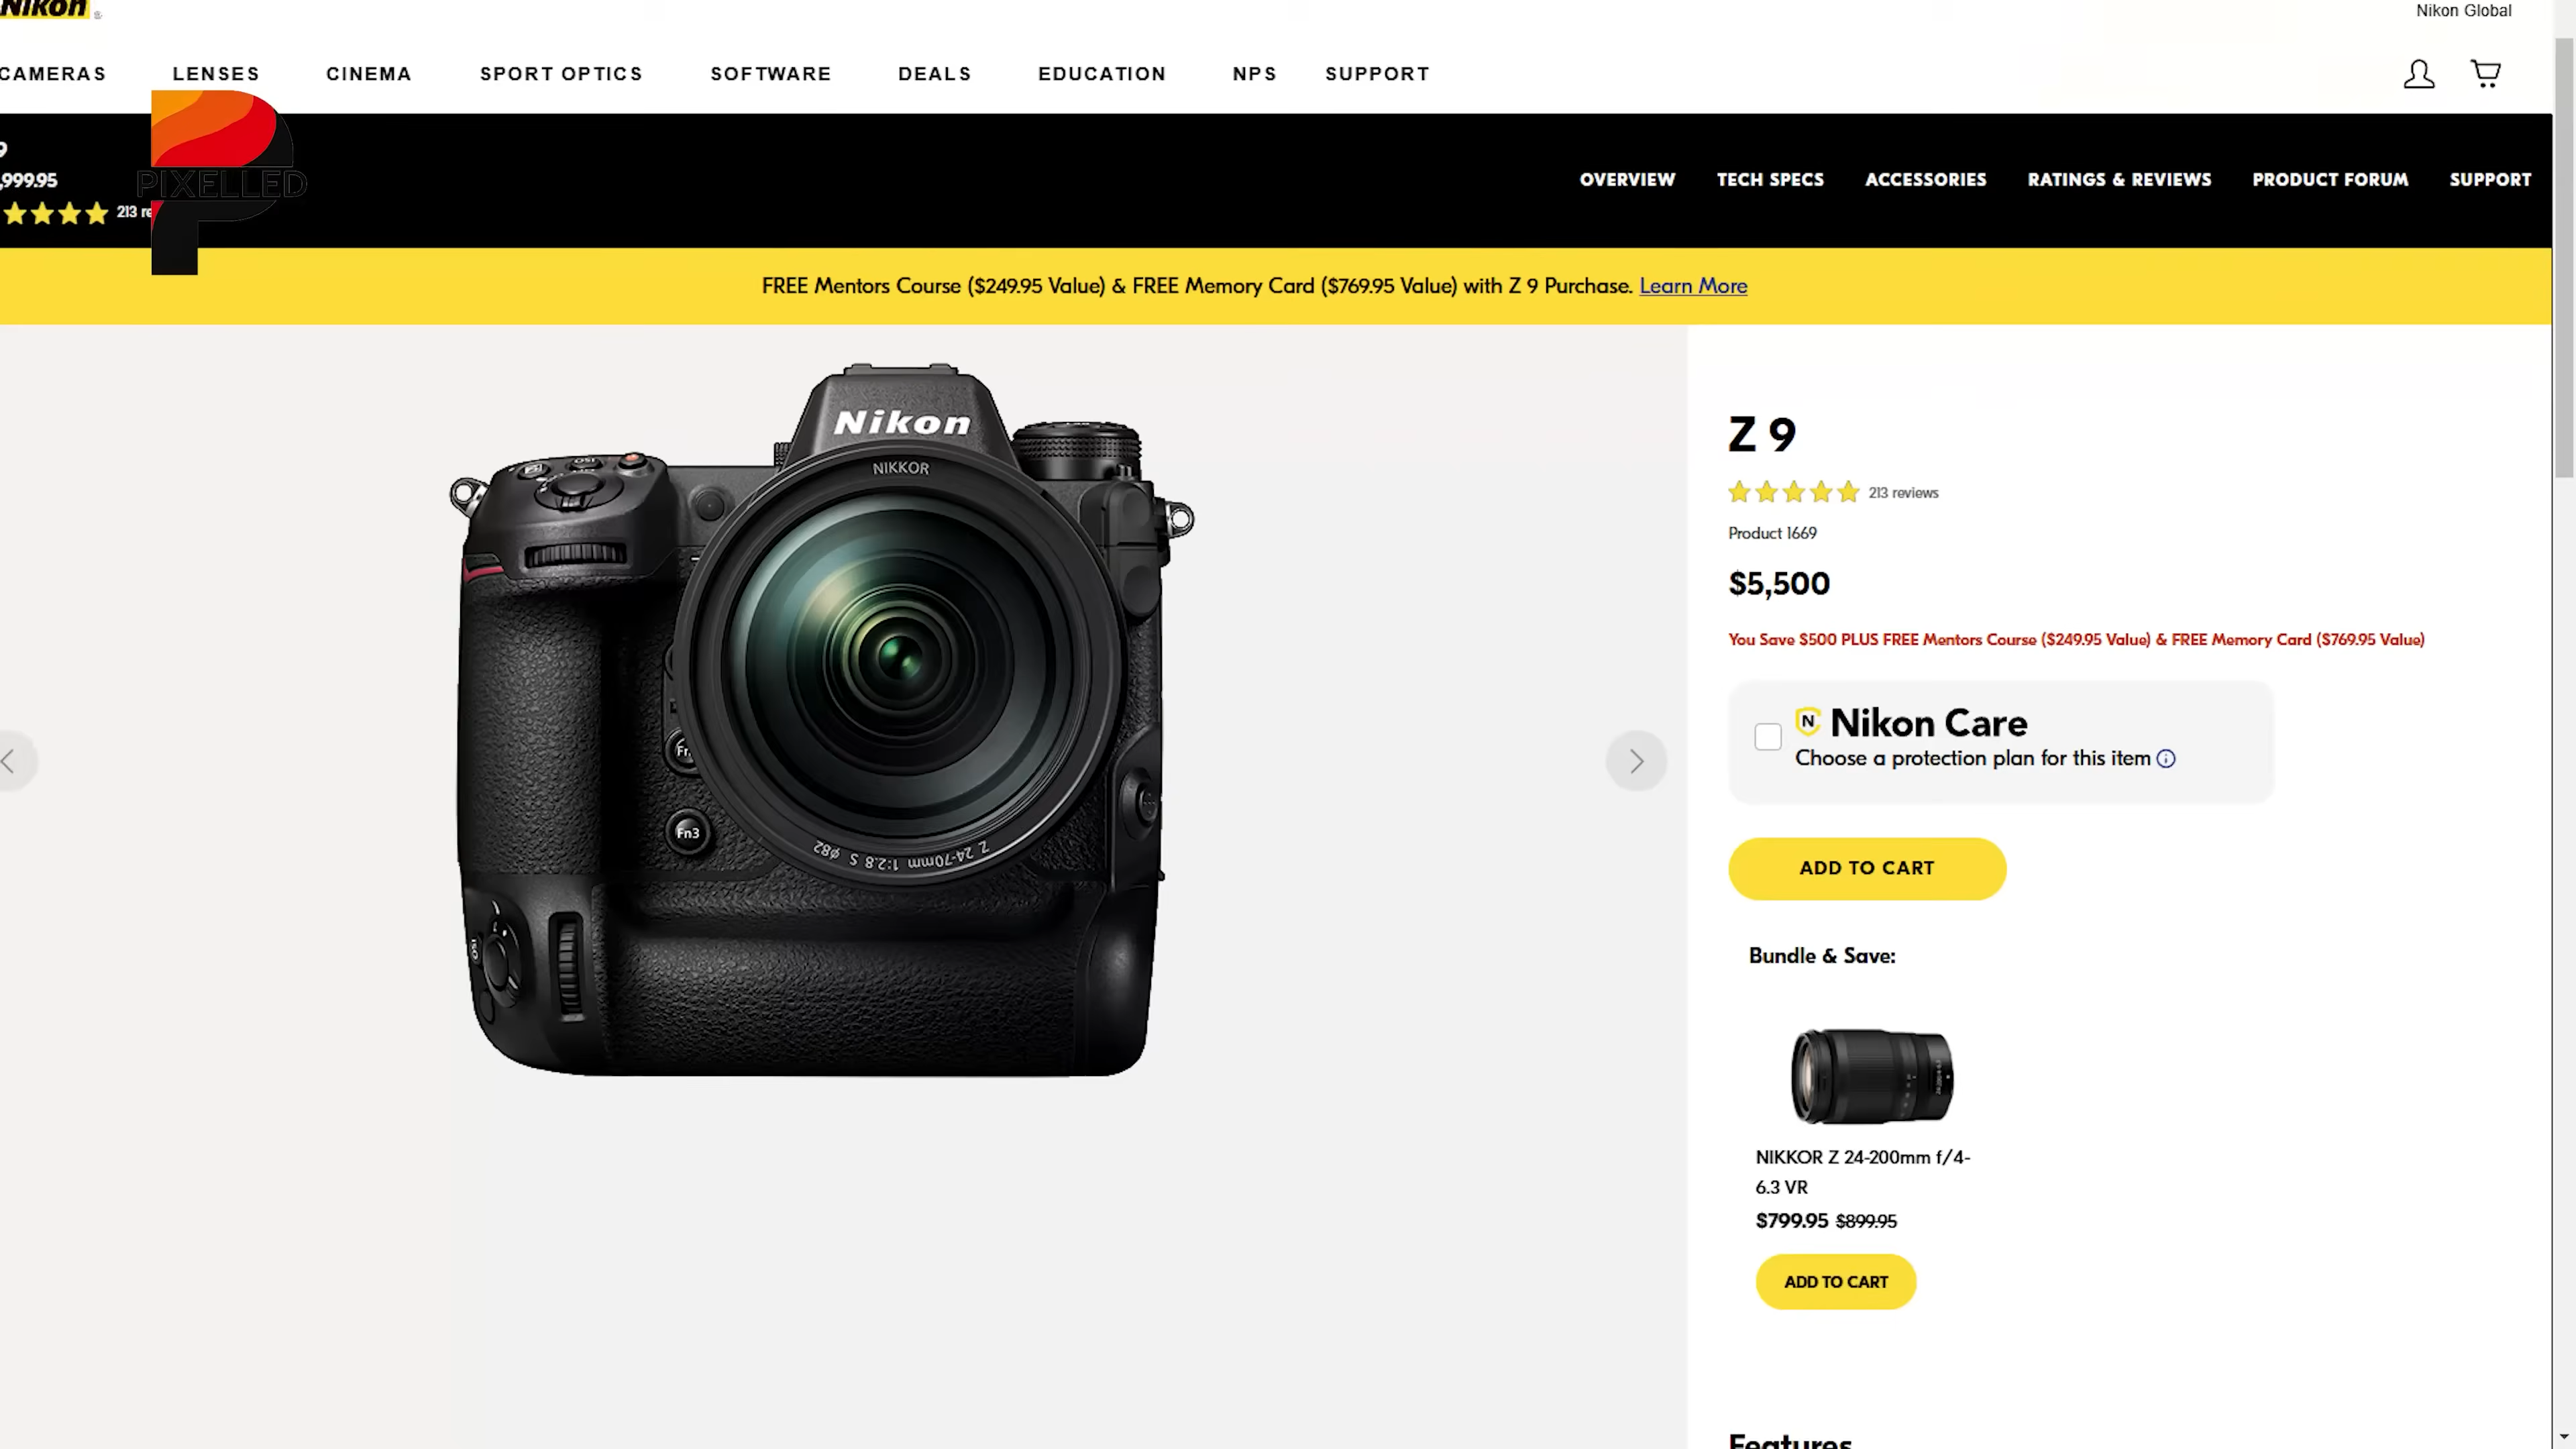 Nikon
Nikon Global
CAMERAS LENSES CINEMA SPORT OPTICS SOFTWARE DEALS EDUCATION NPS SUPPORT
9
,999.95
213 re
PIXELLED
OVERVIEW TECH SPECS ACCESSORIES RATINGS & REVIEWS PRODUCT FORUM SUPPORT
FREE Mentors Course ($249.95 Value) & FREE Memory Card ($769.95 Value) with Z 9 Purchase. Learn More
Nikon
NIKKOR
ISO
Fn3
Z 24-70mm 1:2.8 S φ82
ISO
Z 9
213 reviews
Product 1669
$5,500
You Save $500 PLUS FREE Mentors Course ($249.95 Value) & FREE Memory Card ($769.95 Value)
N Nikon Care
Choose a protection plan for this item
ADD TO CART
Bundle & Save:
NIKKOR Z 24-200mm f/4-
6.3 VR
$799.95 $899.95
ADD TO CART
Features